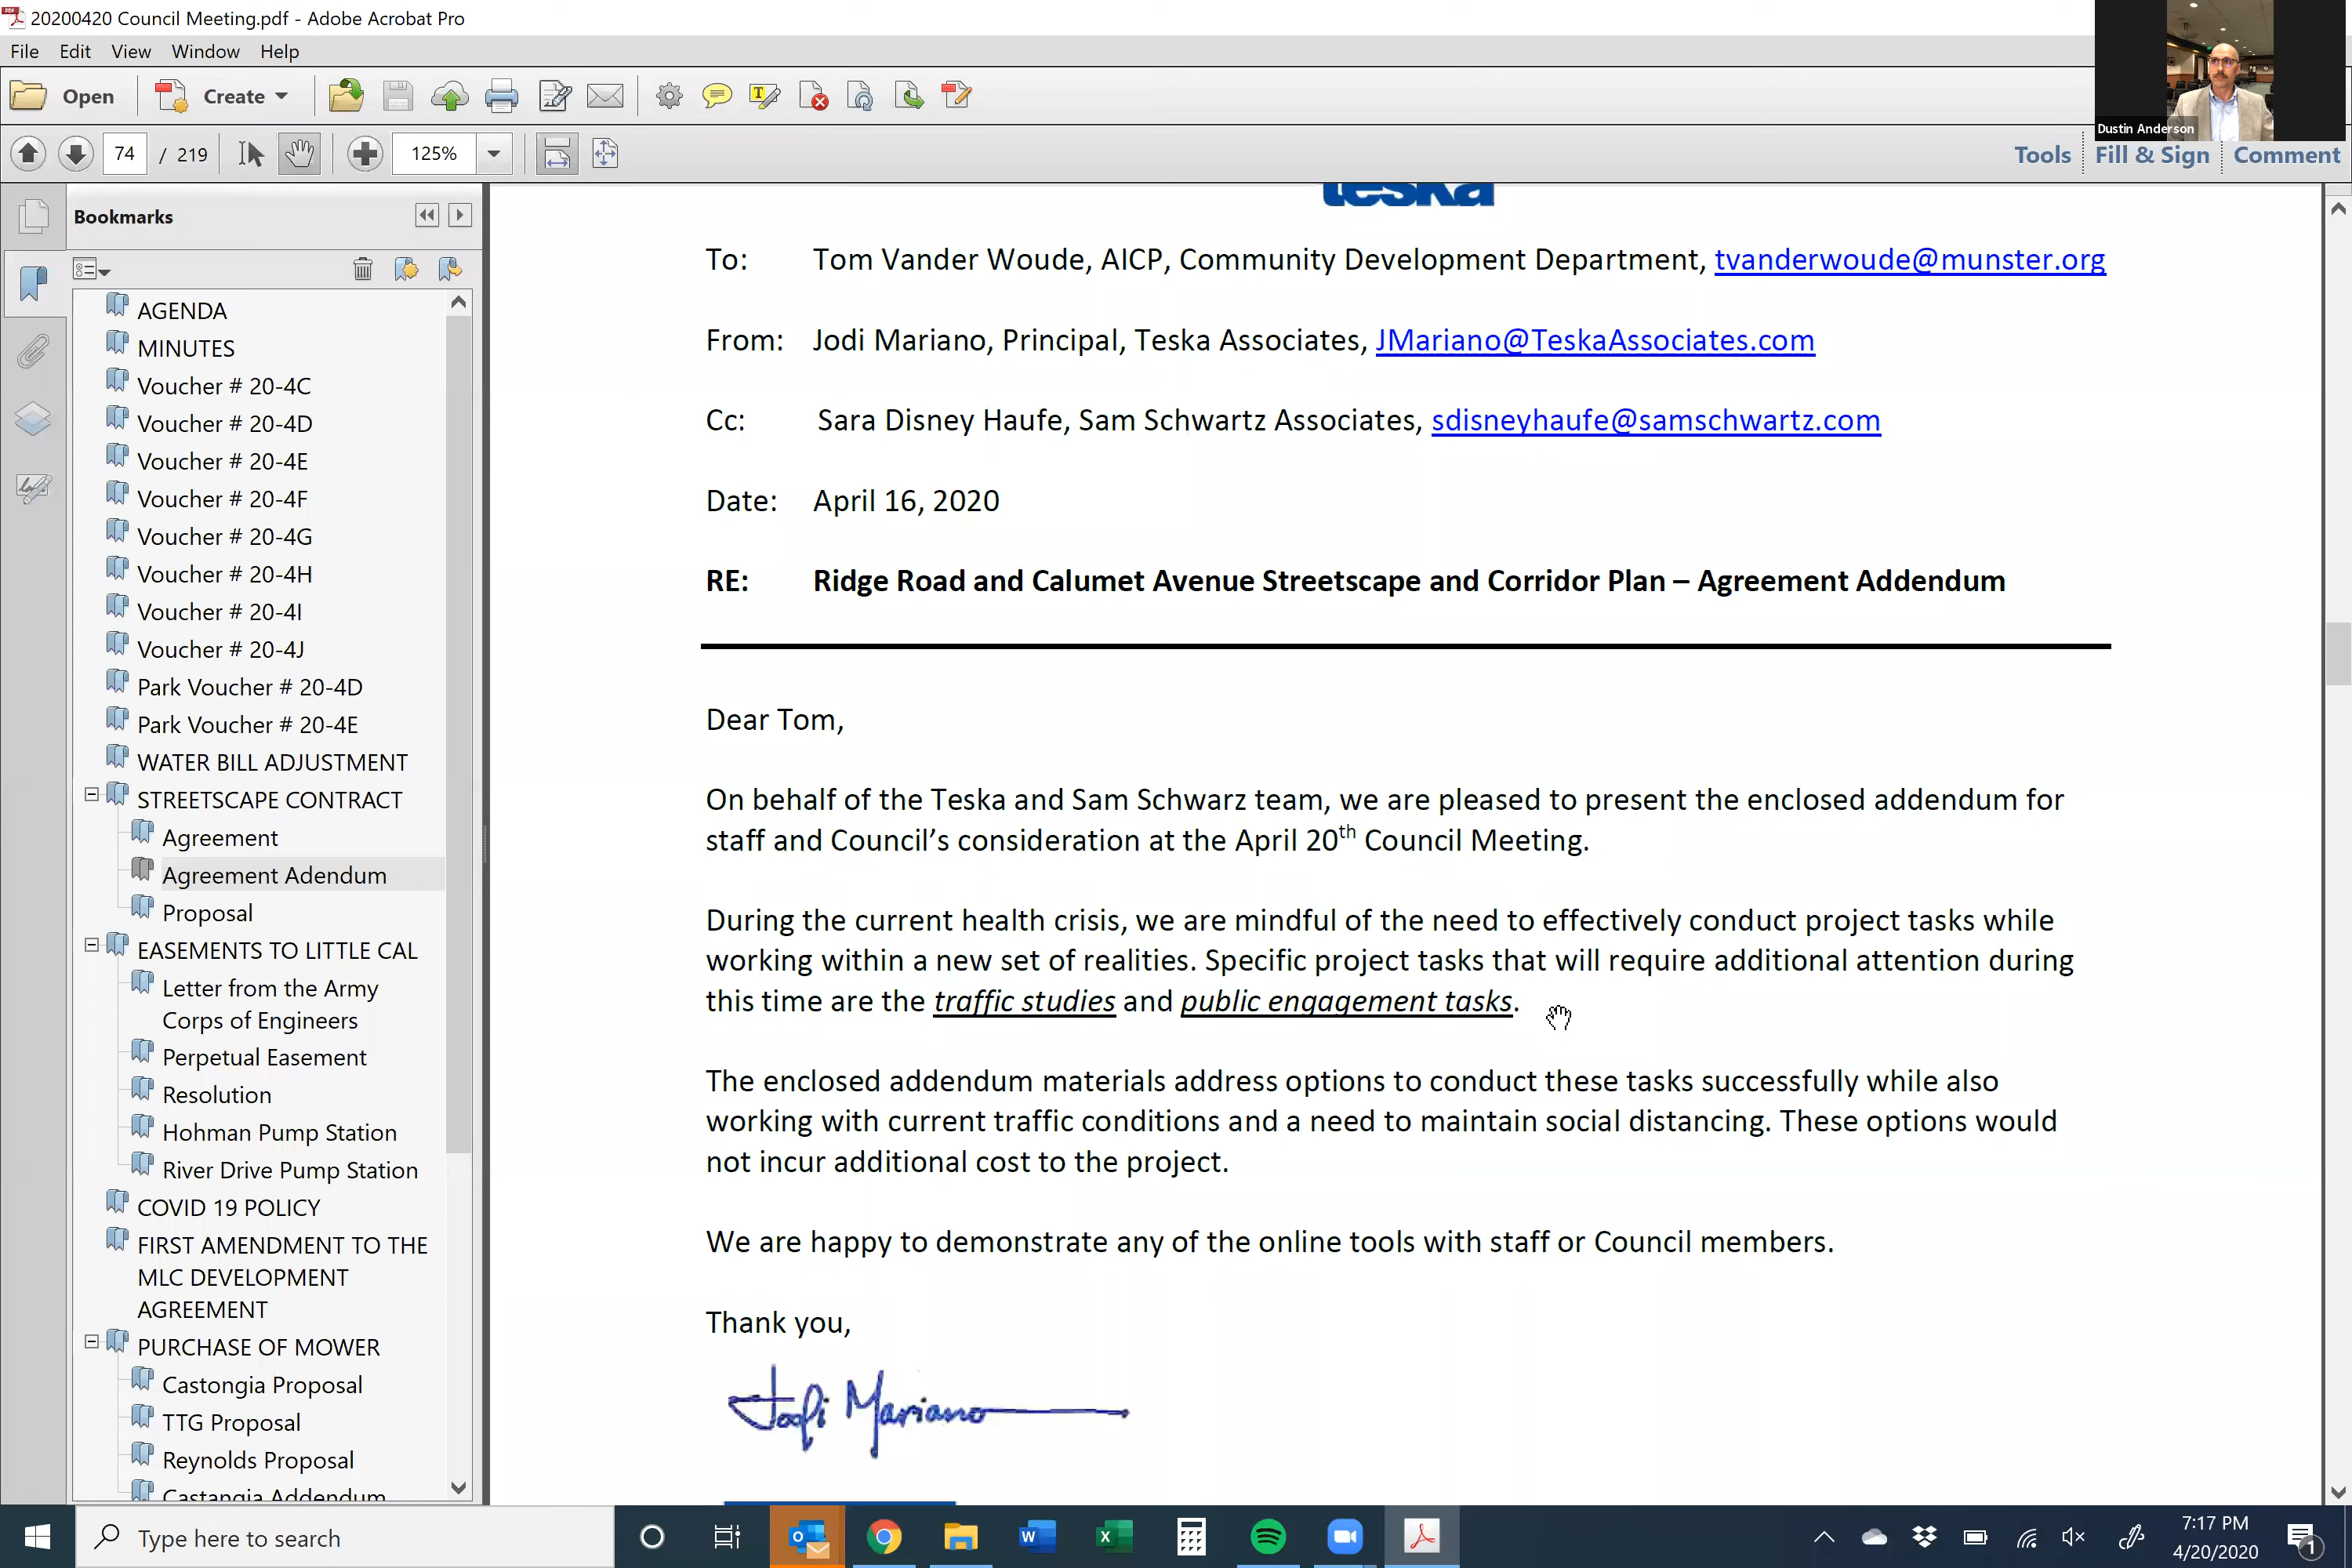 20200420 Council Meeting.pdf - Adobe Acrobat Pro
File Edit View Window Help
Open Create
74 / 219 125%
Tools Fill & Sign Comment
Dustin Anderson
Bookmarks
AGENDA
MINUTES
Voucher # 20-4C
Voucher # 20-4D
Voucher # 20-4E
Voucher # 20-4F
Voucher # 20-4G
Voucher # 20-4H
Voucher # 20-4I
Voucher # 20-4J
Park Voucher # 20-4D
Park Voucher # 20-4E
WATER BILL ADJUSTMENT
STREETSCAPE CONTRACT
Agreement
Agreement Adendum
Proposal
EASEMENTS TO LITTLE CAL
Letter from the Army
Corps of Engineers
Perpetual Easement
Resolution
Hohman Pump Station
River Drive Pump Station
COVID 19 POLICY
FIRST AMENDMENT TO THE
MLC DEVELOPMENT
AGREEMENT
PURCHASE OF MOWER
Castongia Proposal
TTG Proposal
Reynolds Proposal
Castangia Addendum
teska
To: Tom Vander Woude, AICP, Community Development Department, tvanderwoude@munster.org
From: Jodi Mariano, Principal, Teska Associates, JMariano@TeskaAssociates.com
Cc: Sara Disney Haufe, Sam Schwartz Associates, sdisneyhaufe@samschwartz.com
Date: April 16, 2020
RE: Ridge Road and Calumet Avenue Streetscape and Corridor Plan – Agreement Addendum
Dear Tom,
On behalf of the Teska and Sam Schwarz team, we are pleased to present the enclosed addendum for
staff and Council’s consideration at the April 20th Council Meeting.
During the current health crisis, we are mindful of the need to effectively conduct project tasks while
working within a new set of realities. Specific project tasks that will require additional attention during
this time are the traffic studies and public engagement tasks.
The enclosed addendum materials address options to conduct these tasks successfully while also
working with current traffic conditions and a need to maintain social distancing. These options would
not incur additional cost to the project.
We are happy to demonstrate any of the online tools with staff or Council members.
Thank you,
Jodi Mariano
Type here to search
7:17 PM
4/20/2020
1